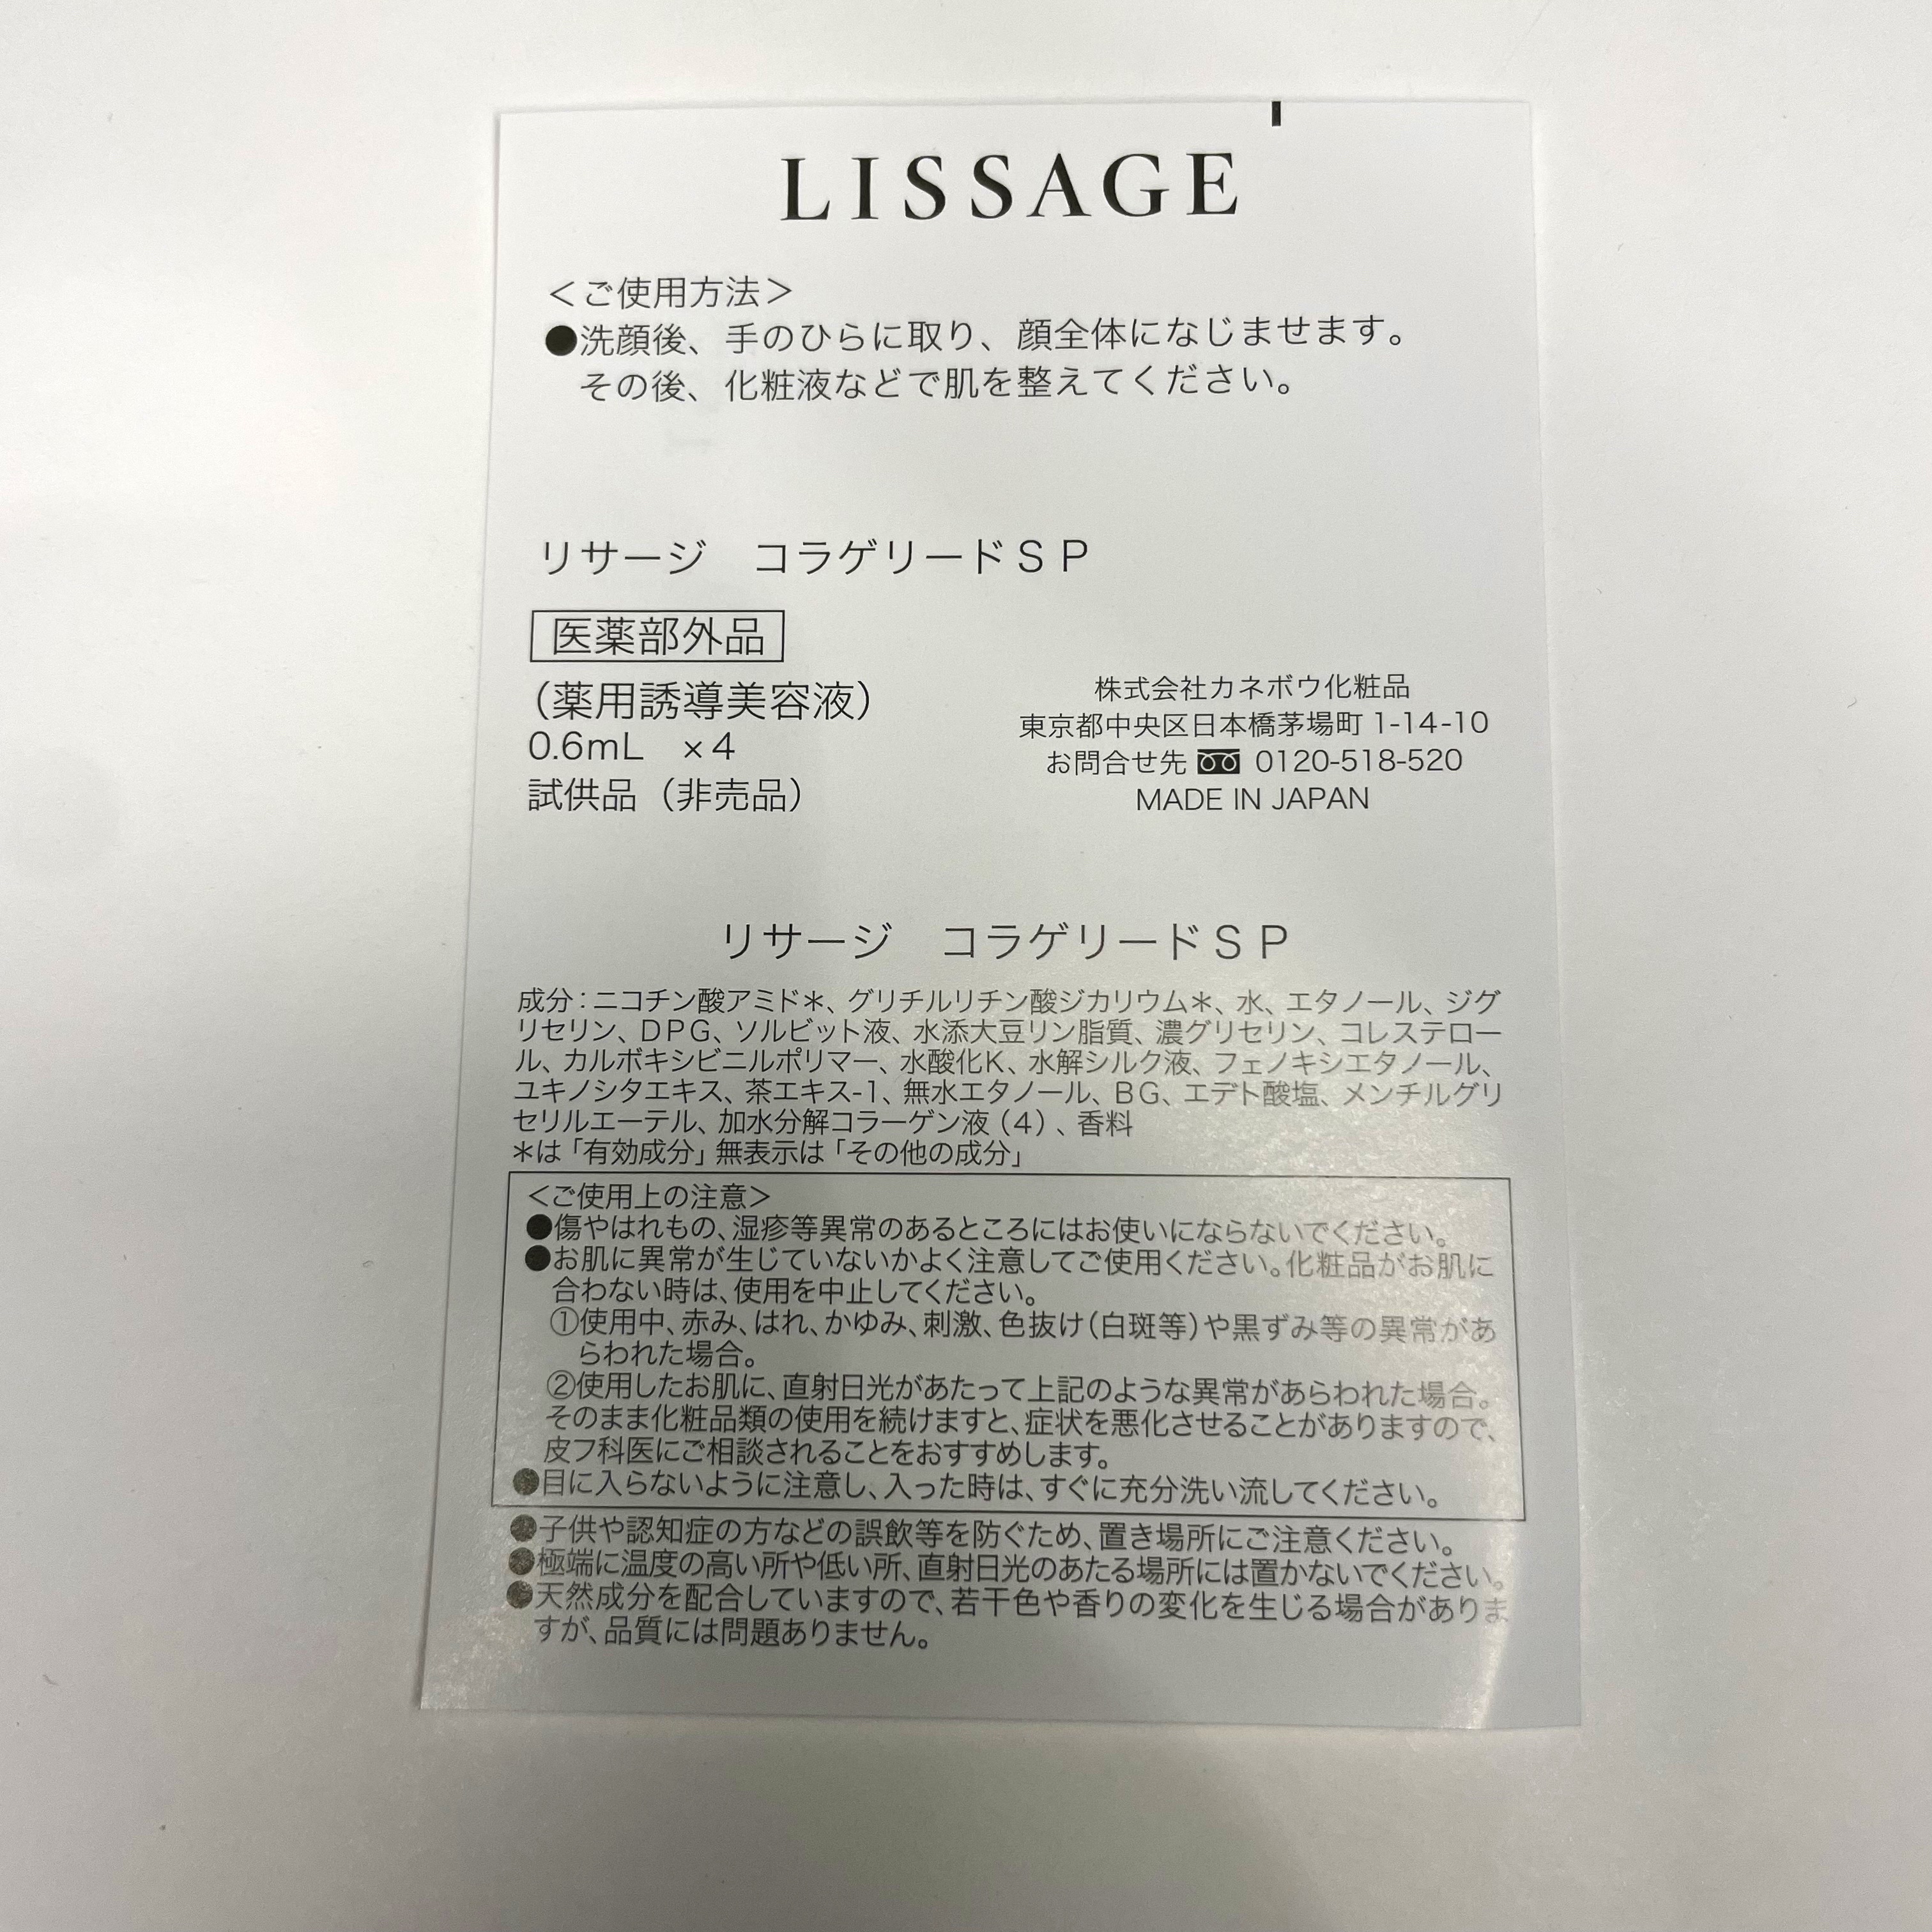 LISSAGE
＜ご使用方法＞
●洗顔後、手のひらに取り、顔全体になじませます。
その後、化粧液などで肌を整えてください。
リサージ　コラゲリードＳＰ
医薬部外品
（薬用誘導美容液）
0.6mL　×4
試供品（非売品）
株式会社カネボウ化粧品
東京都中央区日本橋茅場町 1-14-10
お問合せ先 0120-518-520
MADE IN JAPAN
リサージ　コラゲリードＳＰ
成分：ニコチン酸アミド＊、グリチルリチン酸ジカリウム＊、水、エタノール、ジグ
リセリン、DPG、ソルビット液、水添大豆リン脂質、濃グリセリン、コレステロー
ル、カルボキシビニルポリマー、水酸化K、水解シルク液、フェノキシエタノール、
ユキノシタエキス、茶エキス-1、無水エタノール、BG、エデト酸塩、メンチルグリ
セリルエーテル、加水分解コラーゲン液（4）、香料
＊は「有効成分」無表示は「その他の成分」
＜ご使用上の注意＞
●傷やはれもの、湿疹等異常のあるところにはお使いにならないでください。
●お肌に異常が生じていないかよく注意してご使用ください。化粧品がお肌に
合わない時は、使用を中止してください。
①使用中、赤み、はれ、かゆみ、刺激、色抜け（白斑等）や黒ずみ等の異常があ
らわれた場合。
②使用したお肌に、直射日光があたって上記のような異常があらわれた場合。
そのまま化粧品類の使用を続けますと、症状を悪化させることがありますので、
皮フ科医にご相談されることをおすすめします。
●目に入らないように注意し、入った時は、すぐに充分洗い流してください。
●子供や認知症の方などの誤飲等を防ぐため、置き場所にご注意ください。
●極端に温度の高い所や低い所、直射日光のあたる場所には置かないでください。
●天然成分を配合していますので、若干色や香りの変化を生じる場合がありま
すが、品質には問題ありません。